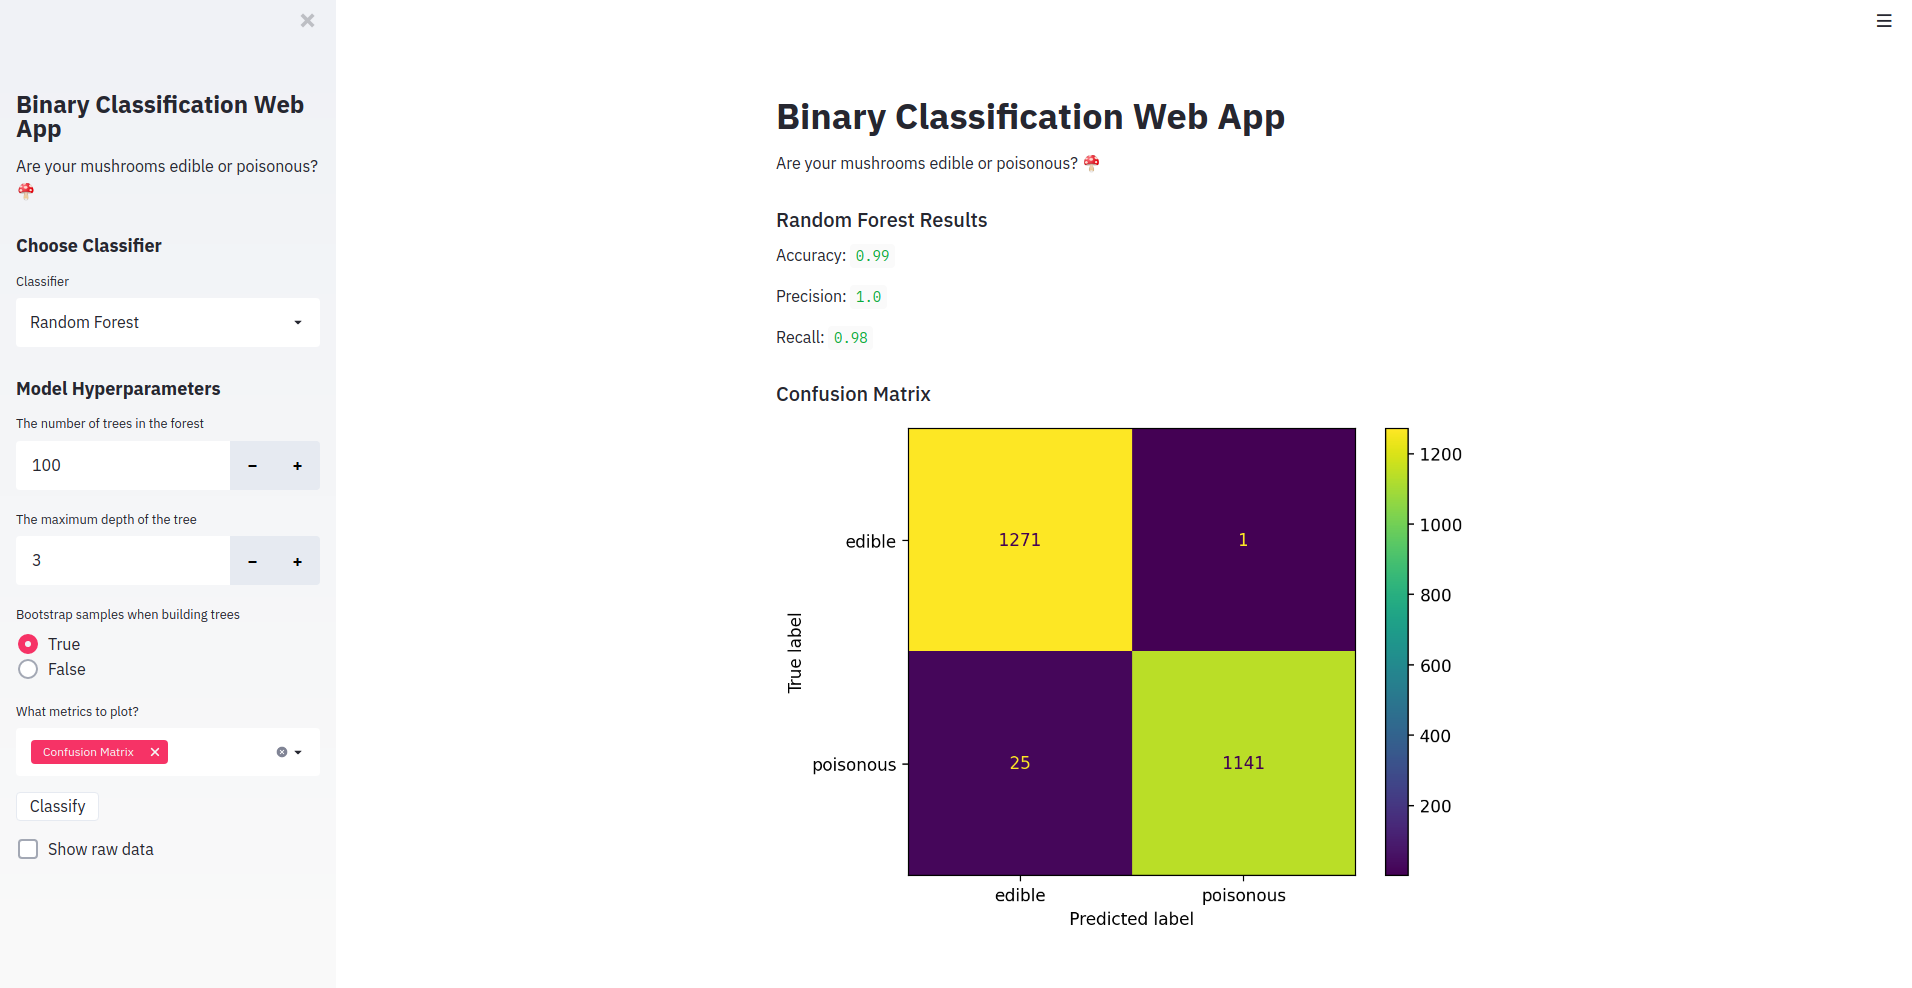 Binary Classification Web
App
Are your mushrooms edible or poisonous?
🍄
Choose Classifier
Classifier
Random Forest
Model Hyperparameters
The number of trees in the forest
100
The maximum depth of the tree
3
Bootstrap samples when building trees
True
False
What metrics to plot?
Confusion Matrix
Classify
Show raw data
Binary Classification Web App
Are your mushrooms edible or poisonous? 🍄
Random Forest Results
Accuracy: 0.99
Precision: 1.0
Recall: 0.98
Confusion Matrix
True label
edible
poisonous
1271 1
25 1141
edible poisonous
Predicted label
1200
1000
800
600
400
200